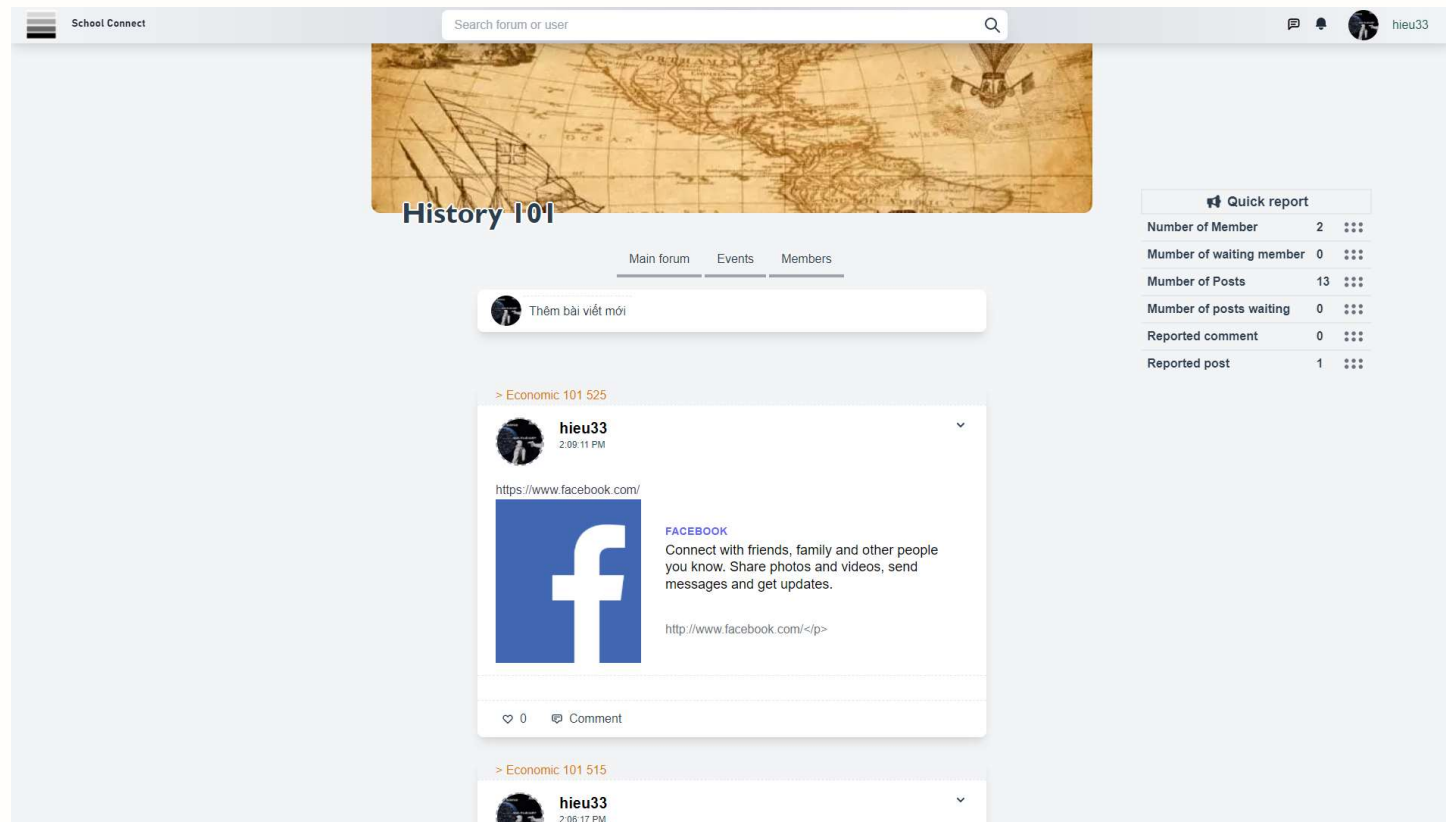 School Connect
Search forum or user
hieu33
NORTH AMERICA
LOUISIANA
OCEAN
History 101
Main forum Events Members
Thêm bài viết mới
Quick report
Number of Member 2
Mumber of waiting member 0
Mumber of Posts 13
Mumber of posts waiting 0
Reported comment 0
Reported post 1
> Economic 101 525
hieu33
2:09:11 PM
https://www.facebook.com/
FACEBOOK
Connect with friends, family and other people
you know. Share photos and videos, send
messages and get updates.
http://www.facebook.com/</p>
0 Comment
> Economic 101 515
hieu33
2:06:17 PM